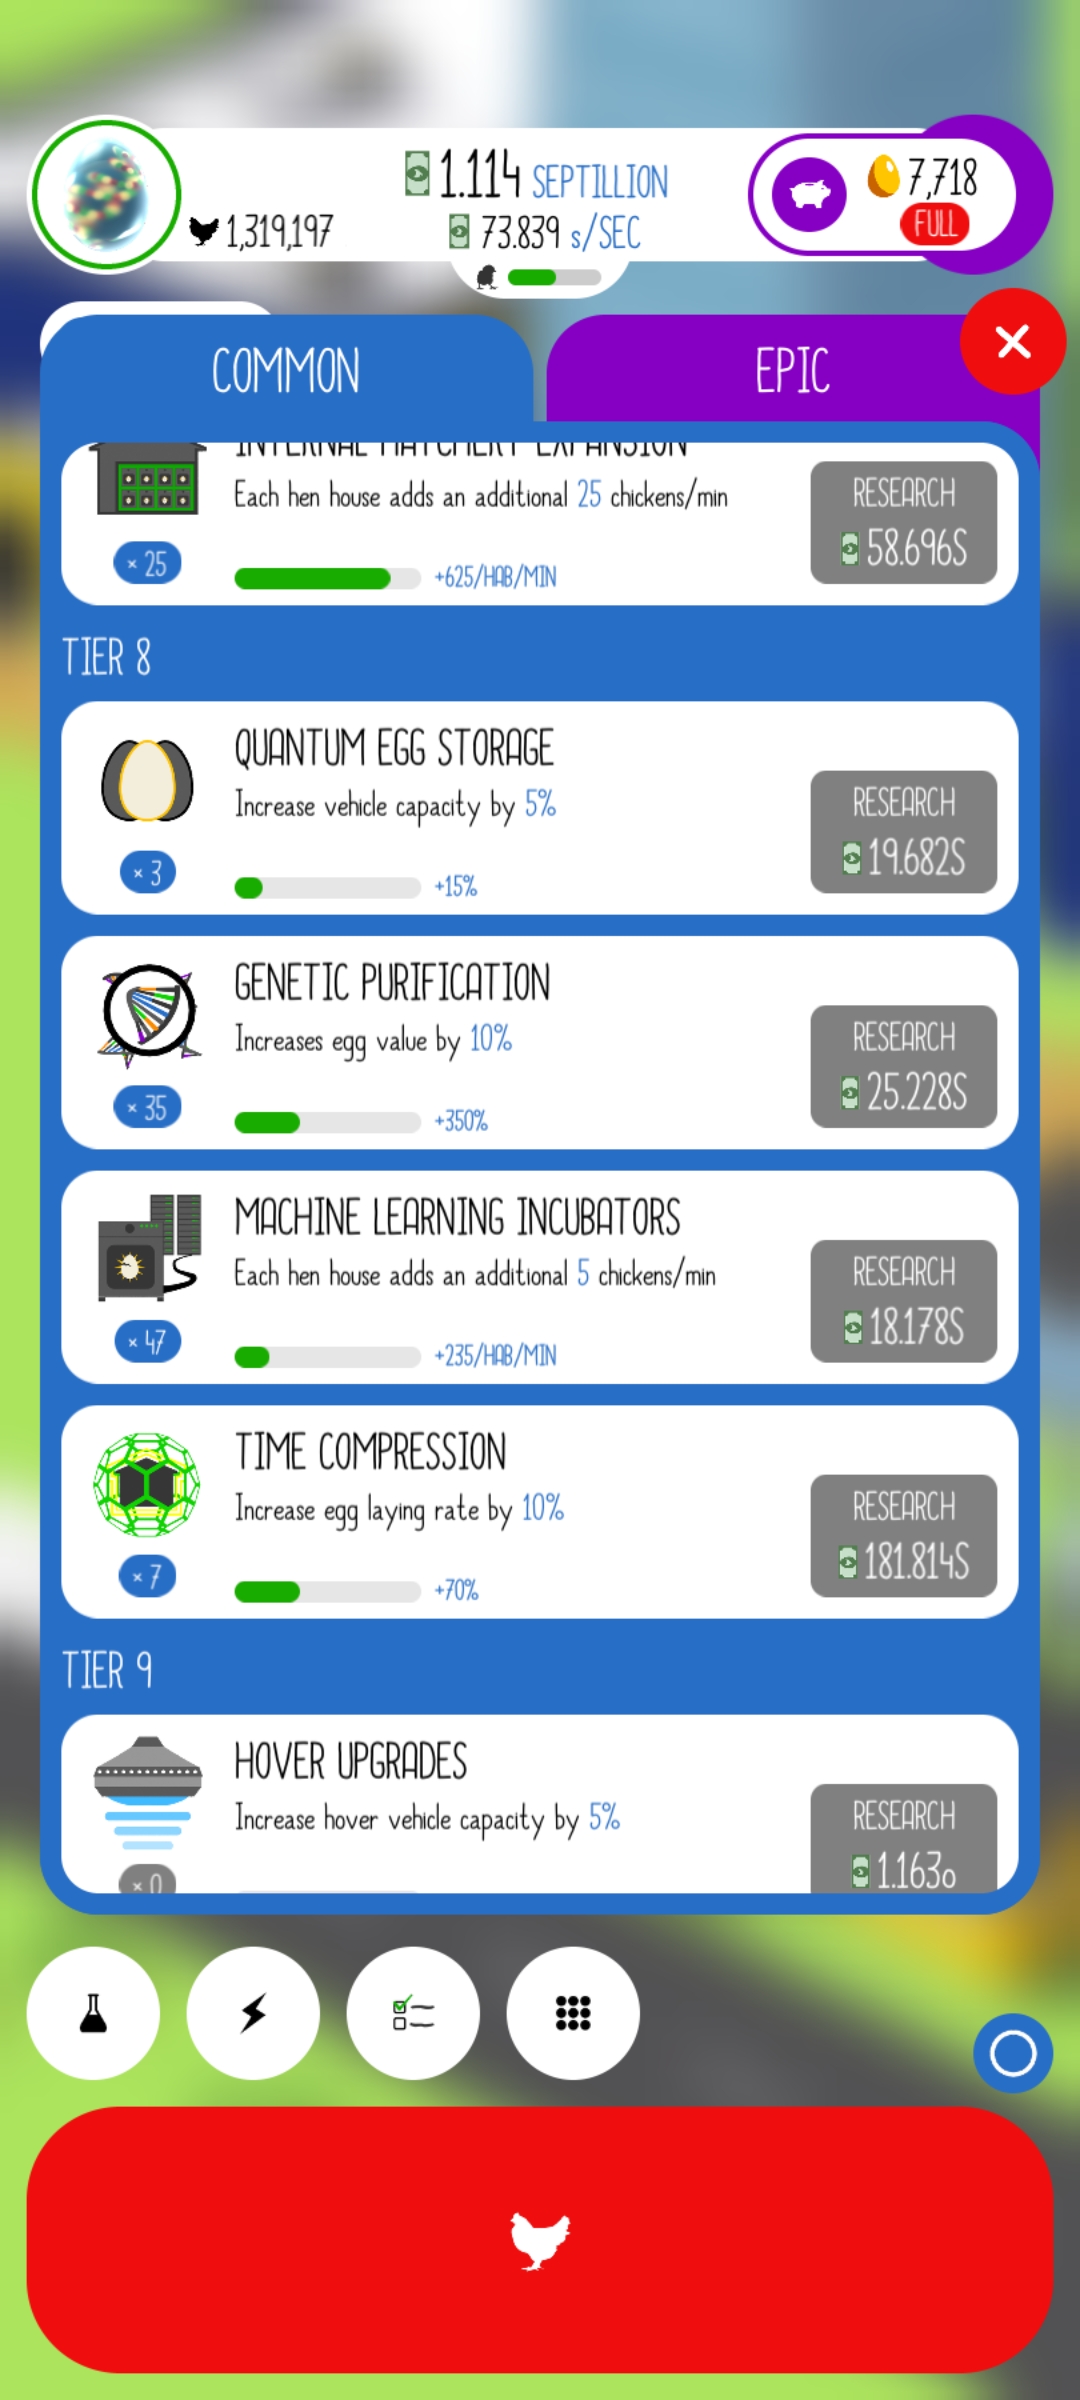 1.114 SEPTILLION
7,718
1,319,197
73.839 s/SEC
FULL
COMMON
EPIC
INTERNAL HATCHERY EXPANSION
Each hen house adds an additional 25 chickens/min
RESEARCH
58.696S
× 25
+625/HAB/MIN
TIER 8
QUANTUM EGG STORAGE
Increase vehicle capacity by 5%
RESEARCH
19.682S
× 3
+15%
GENETIC PURIFICATION
Increases egg value by 10%
RESEARCH
25.228S
× 35
+350%
MACHINE LEARNING INCUBATORS
Each hen house adds an additional 5 chickens/min
RESEARCH
18.178S
× 47
+235/HAB/MIN
TIME COMPRESSION
Increase egg laying rate by 10%
RESEARCH
181.814S
× 7
+70%
TIER 9
HOVER UPGRADES
Increase hover vehicle capacity by 5%
RESEARCH
1.163o
× 0